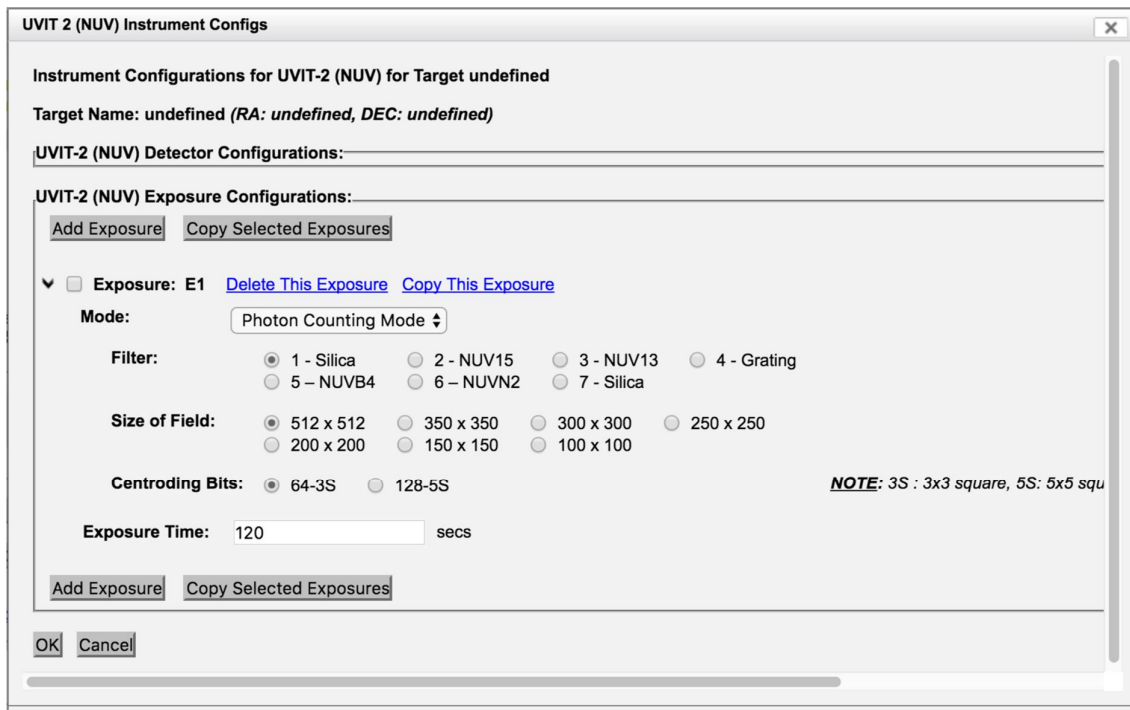 UVIT 2 (NUV) Instrument Configs
Instrument Configurations for UVIT-2 (NUV) for Target undefined
Target Name: undefined (RA: undefined, DEC: undefined)
UVIT-2 (NUV) Detector Configurations:
UVIT-2 (NUV) Exposure Configurations:
Add Exposure Copy Selected Exposures
Exposure: E1 Delete This Exposure Copy This Exposure
Mode: Photon Counting Mode
Filter: 1 - Silica 2 - NUV15 3 - NUV13 4 - Grating
5 – NUVB4 6 – NUVN2 7 - Silica
Size of Field: 512 x 512 350 x 350 300 x 300 250 x 250
200 x 200 150 x 150 100 x 100
Centroding Bits: 64-3S 128-5S NOTE: 3S : 3x3 square, 5S: 5x5 squ
Exposure Time: 120 secs
Add Exposure Copy Selected Exposures
OK Cancel